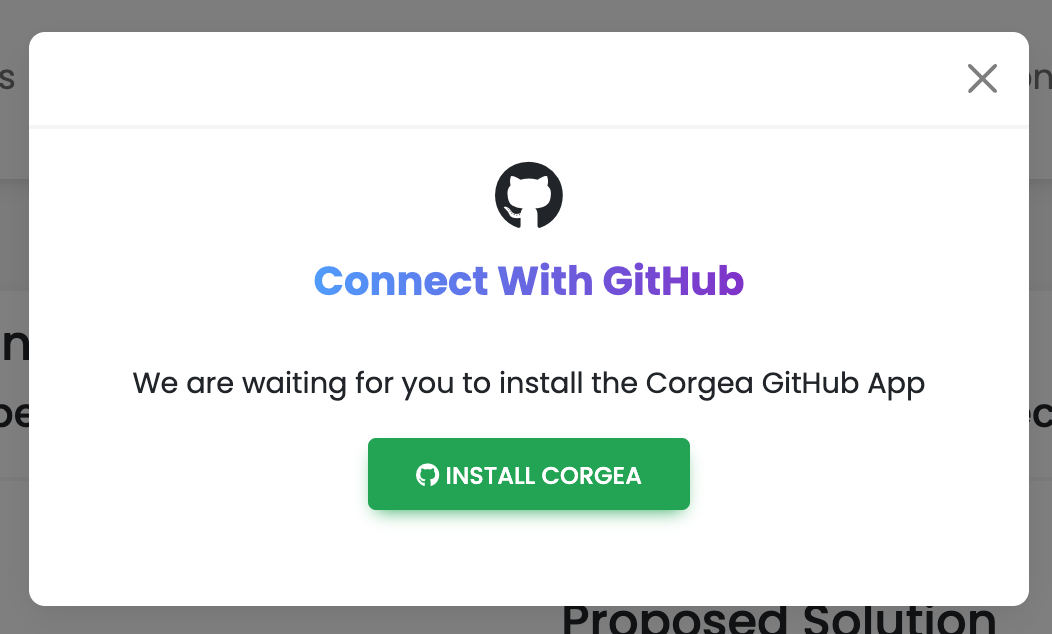 Connect With GitHub
We are waiting for you to install the Corgea GitHub App
INSTALL CORGEA
Proposed Solution